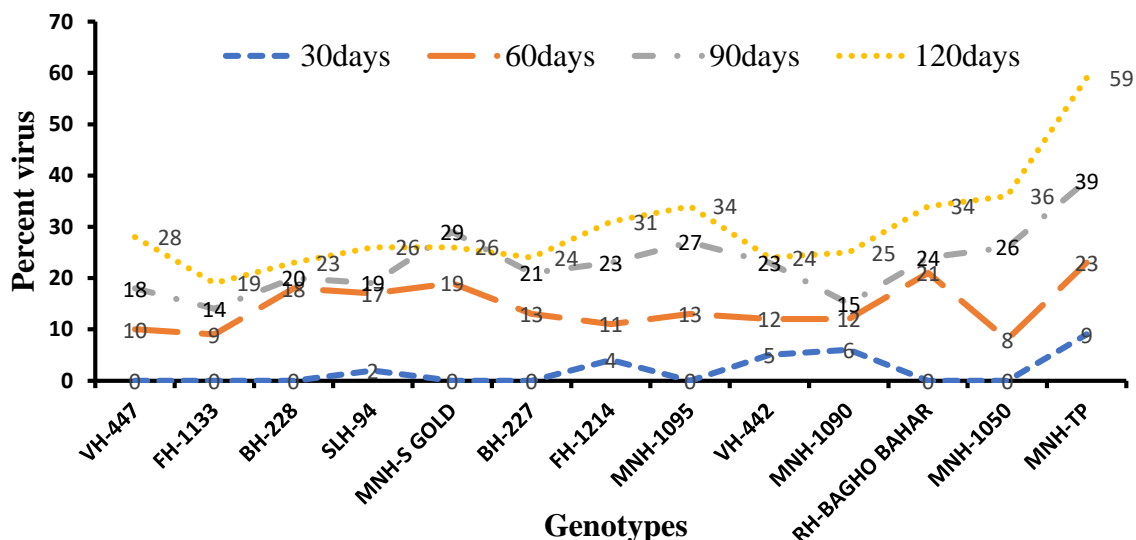 70
60
50
40
30
20
10
0
Percent virus
30days 60days 90days 120days
28 19 23 26 26 24 31 34 24 25 34 36 59
18 14 20 19 29 21 23 27 23 15 24 26 39
10 9 18 17 19 13 11 13 12 12 21 8 23
0 0 0 2 0 0 4 0 5 6 0 0 9
VH-447
FH-1133
BH-228
SLH-94
MNH-S GOLD
BH-227
FH-1214
MNH-1095
VH-442
MNH-1090
RH-BAGHO BAHAR
MNH-1050
MNH-TP
Genotypes